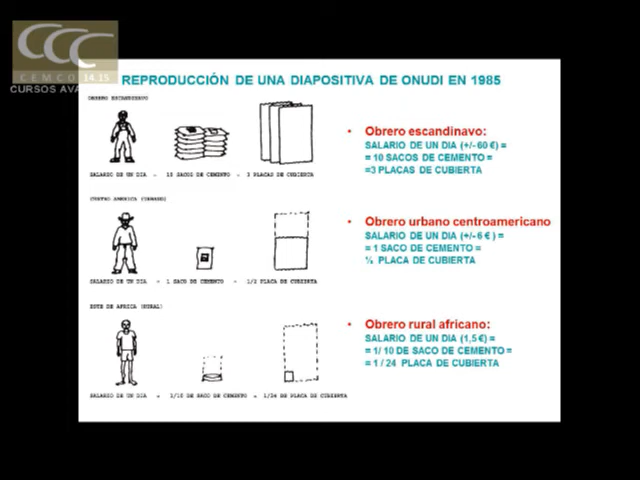 CCC
CEMCO 14.15
CURSOS AVA
REPRODUCCIÓN DE UNA DIAPOSITIVA DE ONUDI EN 1985
OBRERO ESCANDINAVO
SALARIO DE UN DIA = 10 SACOS DE CEMENTO = 3 PLACAS DE CUBIERTA
• Obrero escandinavo:
SALARIO DE UN DIA (+/- 60 €) =
= 10 SACOS DE CEMENTO =
=3 PLACAS DE CUBIERTA
CENTRO AMERICA (URBANO)
SALARIO DE UN DIA = 1 SACO DE CEMENTO = 1/2 PLACA DE CUBIERTA
• Obrero urbano centroamericano
SALARIO DE UN DIA (+/- 6 € ) =
= 1 SACO DE CEMENTO =
½ PLACA DE CUBIERTA
ESTE DE AFRICA (RURAL)
SALARIO DE UN DIA = 1/10 DE SACO DE CEMENTO = 1/24 DE PLACA DE CUBIERTA
• Obrero rural africano:
SALARIO DE UN DIA (1,5 €) =
= 1/ 10 DE SACO DE CEMENTO =
= 1 / 24 PLACA DE CUBIERTA